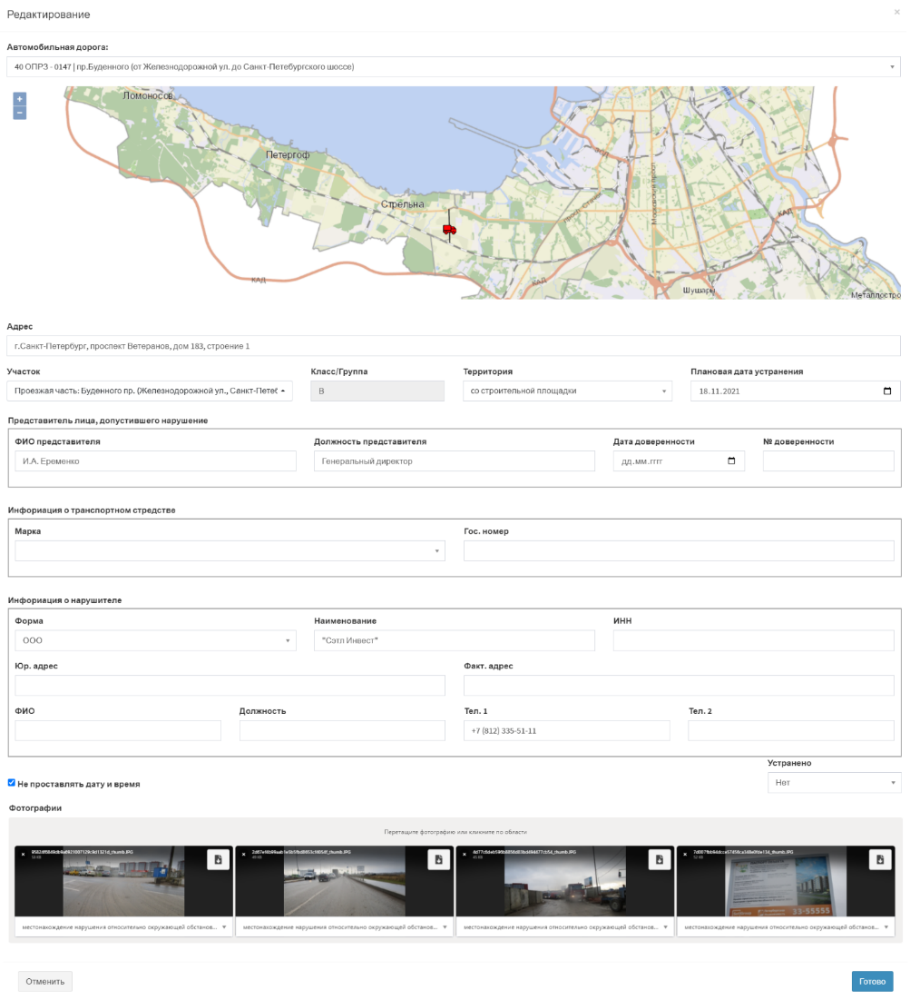 Редактирование
×
Автомобильная дорога:
40 ОПРЗ - 0147 | пр.Буденного (от Железнодорожной ул. до Санкт-Петебургского шоссе)
+
−
Ломоносов
Петергоф
Стрельна
КАД
КАД
КАД
ЗСД
просп. Стачек
Московский просп.
Шушары
Металлостро
Адрес
г.Санкт-Петербург, проспект Ветеранов, дом 183, строение 1
Участок Класс/Группа Территория Плановая дата устранения
Проезжая часть: Буденного пр. (Железнодорожной ул., Санкт-Петеб B со строительной площадки 18.11.2021
Представитель лица, допустившего нарушение
ФИО представителя Должность представителя Дата доверенности № доверенности
И.А. Еременко Генеральный директор дд.мм.гггг
Инфориация о транспортном стредстве
Марка Гос. номер
Инфориация о нарушителе
Форма Наименование ИНН
ООО "Сэтл Инвест"
Юр. адрес Факт. адрес
ФИО Должность Тел. 1 Тел. 2
+7 (812) 335-51-11
Устранено
Не проставлять дату и время Нет
Фотографии
Перетащите фотографию или кликните по области
33-55555
местонахождение нарушения относительно окружающей обстанов... местонахождение нарушения относительно окружающей обстанов... местонахождение нарушения относительно окружающей обстанов... местонахождение нарушения относительно окружающей обстанов...
Отменить Готово